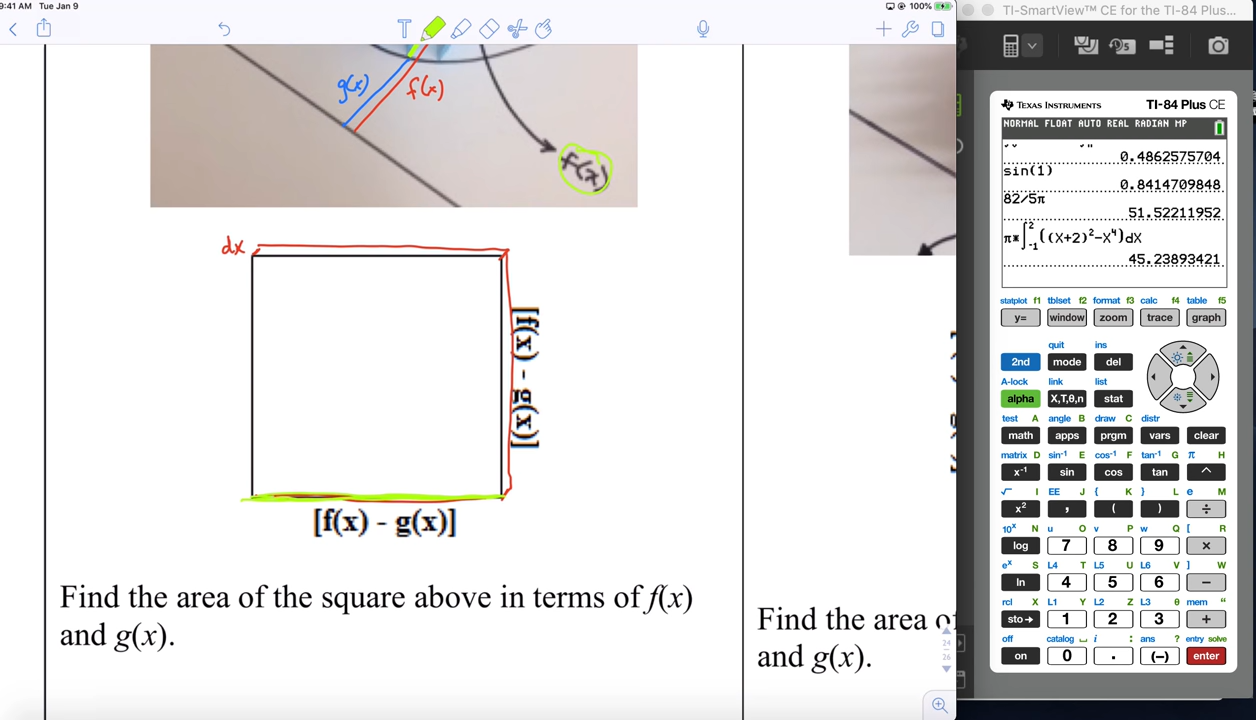 9:41 AM Tue Jan 9
100%
T
g(x)
f(x)
f(x)
dx
[f(x) - g(x)]
[f(x) - g(x)]
Find the area of the square above in terms of f(x)
and g(x).
Find the area of
and g(x).
24
26
TI-SmartView™ CE for the TI-84 Plus...
TEXAS INSTRUMENTS TI-84 Plus CE
NORMAL FLOAT AUTO REAL RADIAN MP
0.4862575704
sin(1)
0.8414709848
82/5π
51.52211952
π*∫₋₁²((X+2)²-X⁴)dX
45.23893421
statplot f1 tblset f2 format f3 calc f4 table f5
y= window zoom trace graph
quit ins
2nd mode del
A-lock link list
alpha X,T,θ,n stat
test A angle B draw C distr
math apps prgm vars clear
matrix D sin⁻¹ E cos⁻¹ F tan⁻¹ G π H
x⁻¹ sin cos tan ^
√ I EE J { K } L e M
x² , ( ) ÷
10ˣ N u O v P w Q [ R
log 7 8 9 ×
eˣ S L4 T L5 U L6 V ] W
ln 4 5 6 −
rcl X L1 Y L2 Z L3 θ mem "
sto→ 1 2 3 +
off catalog i : ans ? entry solve
on 0 . (−) enter